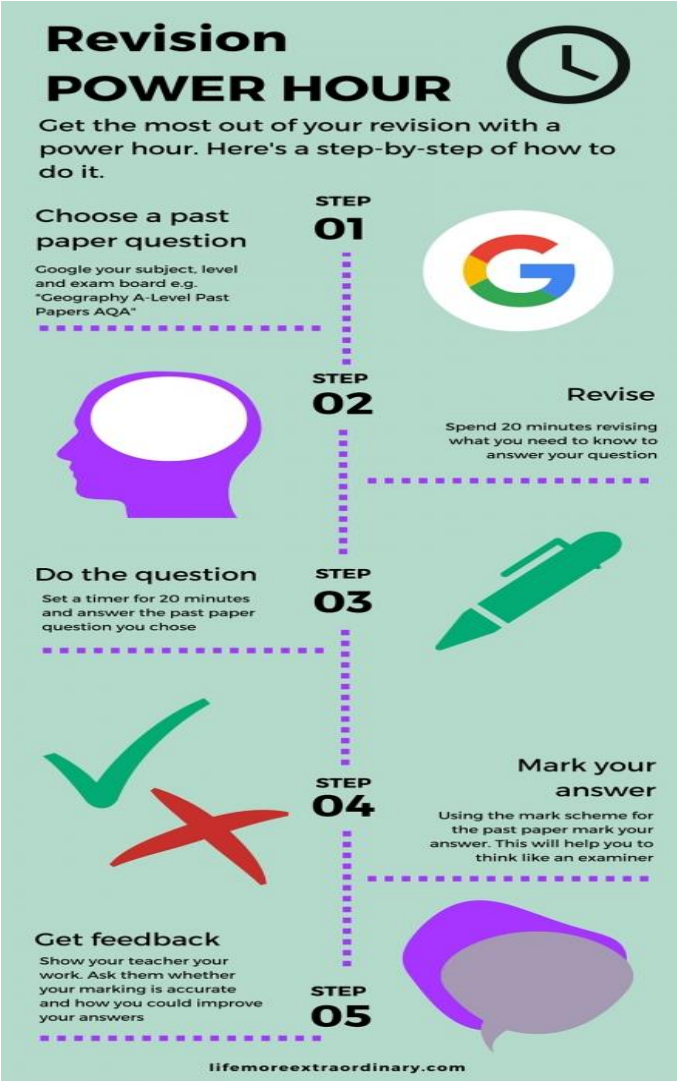 Revision
POWER HOUR
Get the most out of your revision with a
power hour. Here's a step-by-step of how to
do it.
STEP
01
Choose a past
paper question
Google your subject, level
and exam board e.g.
"Geography A-Level Past
Papers AQA"
G
STEP
02
Revise
Spend 20 minutes revising
what you need to know to
answer your question
STEP
03
Do the question
Set a timer for 20 minutes
and answer the past paper
question you chose
STEP
04
Mark your
answer
Using the mark scheme for
the past paper mark your
answer. This will help you to
think like an examiner
STEP
05
Get feedback
Show your teacher your
work. Ask them whether
your marking is accurate
and how you could improve
your answers
lifemoreextraordinary.com